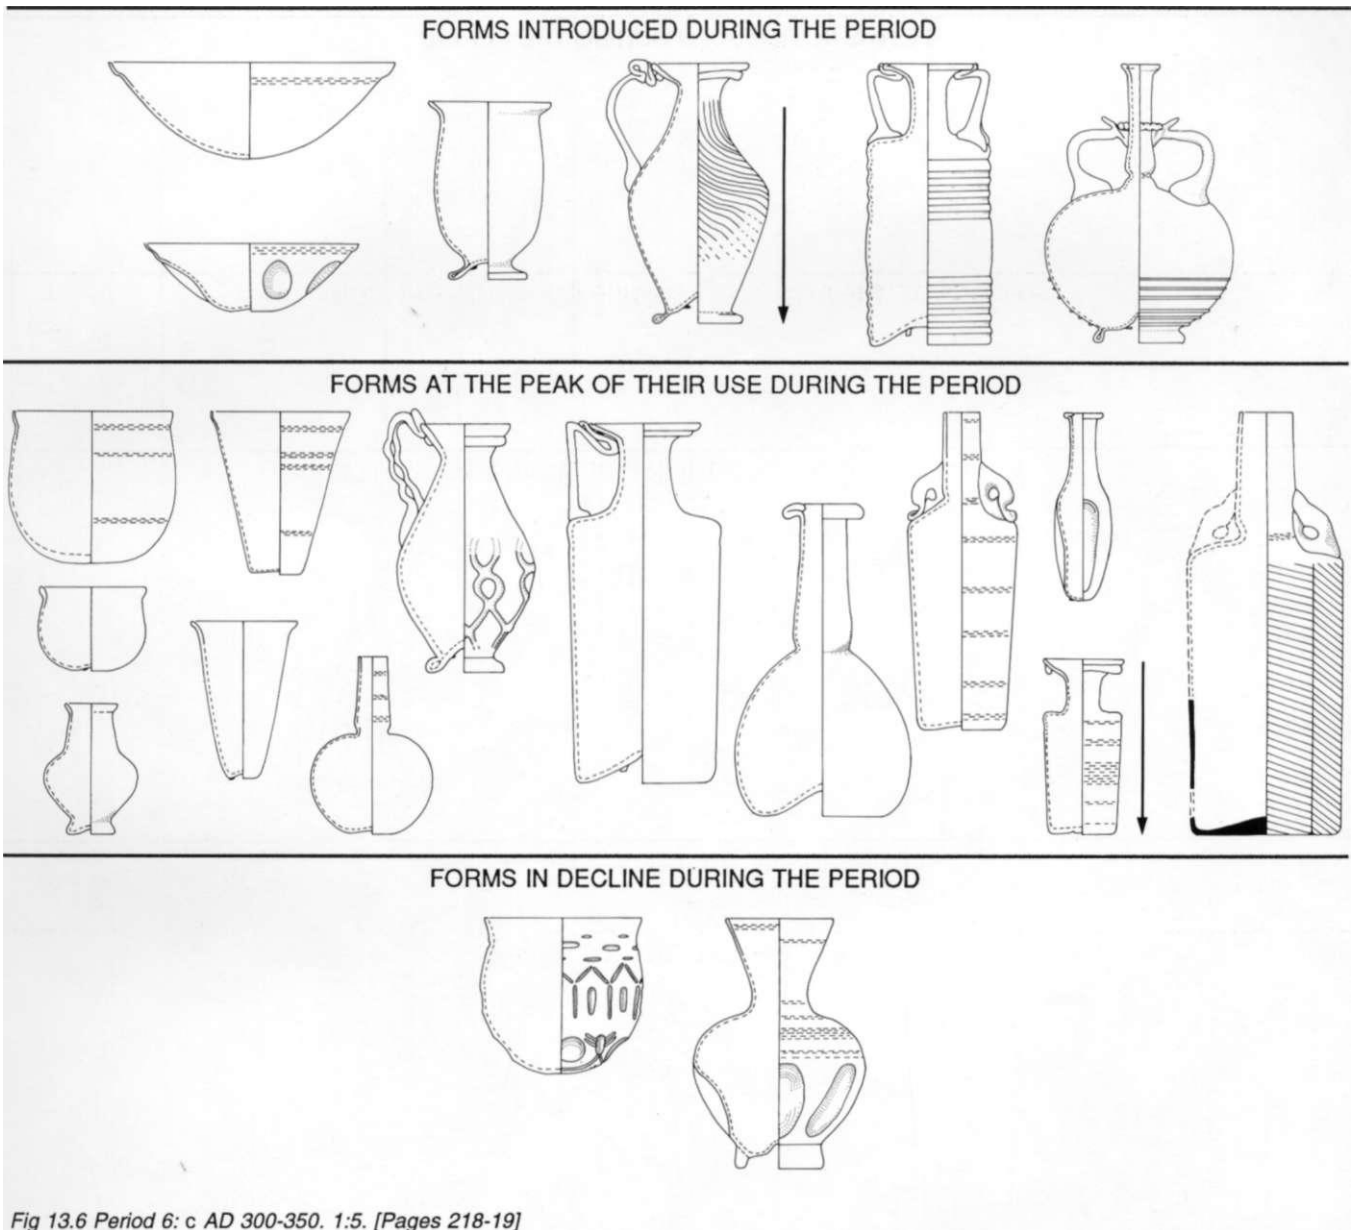 FORMS INTRODUCED DURING THE PERIOD
FORMS AT THE PEAK OF THEIR USE DURING THE PERIOD
FORMS IN DECLINE DURING THE PERIOD
Fig 13.6 Period 6: c AD 300-350. 1:5. [Pages 218-19]